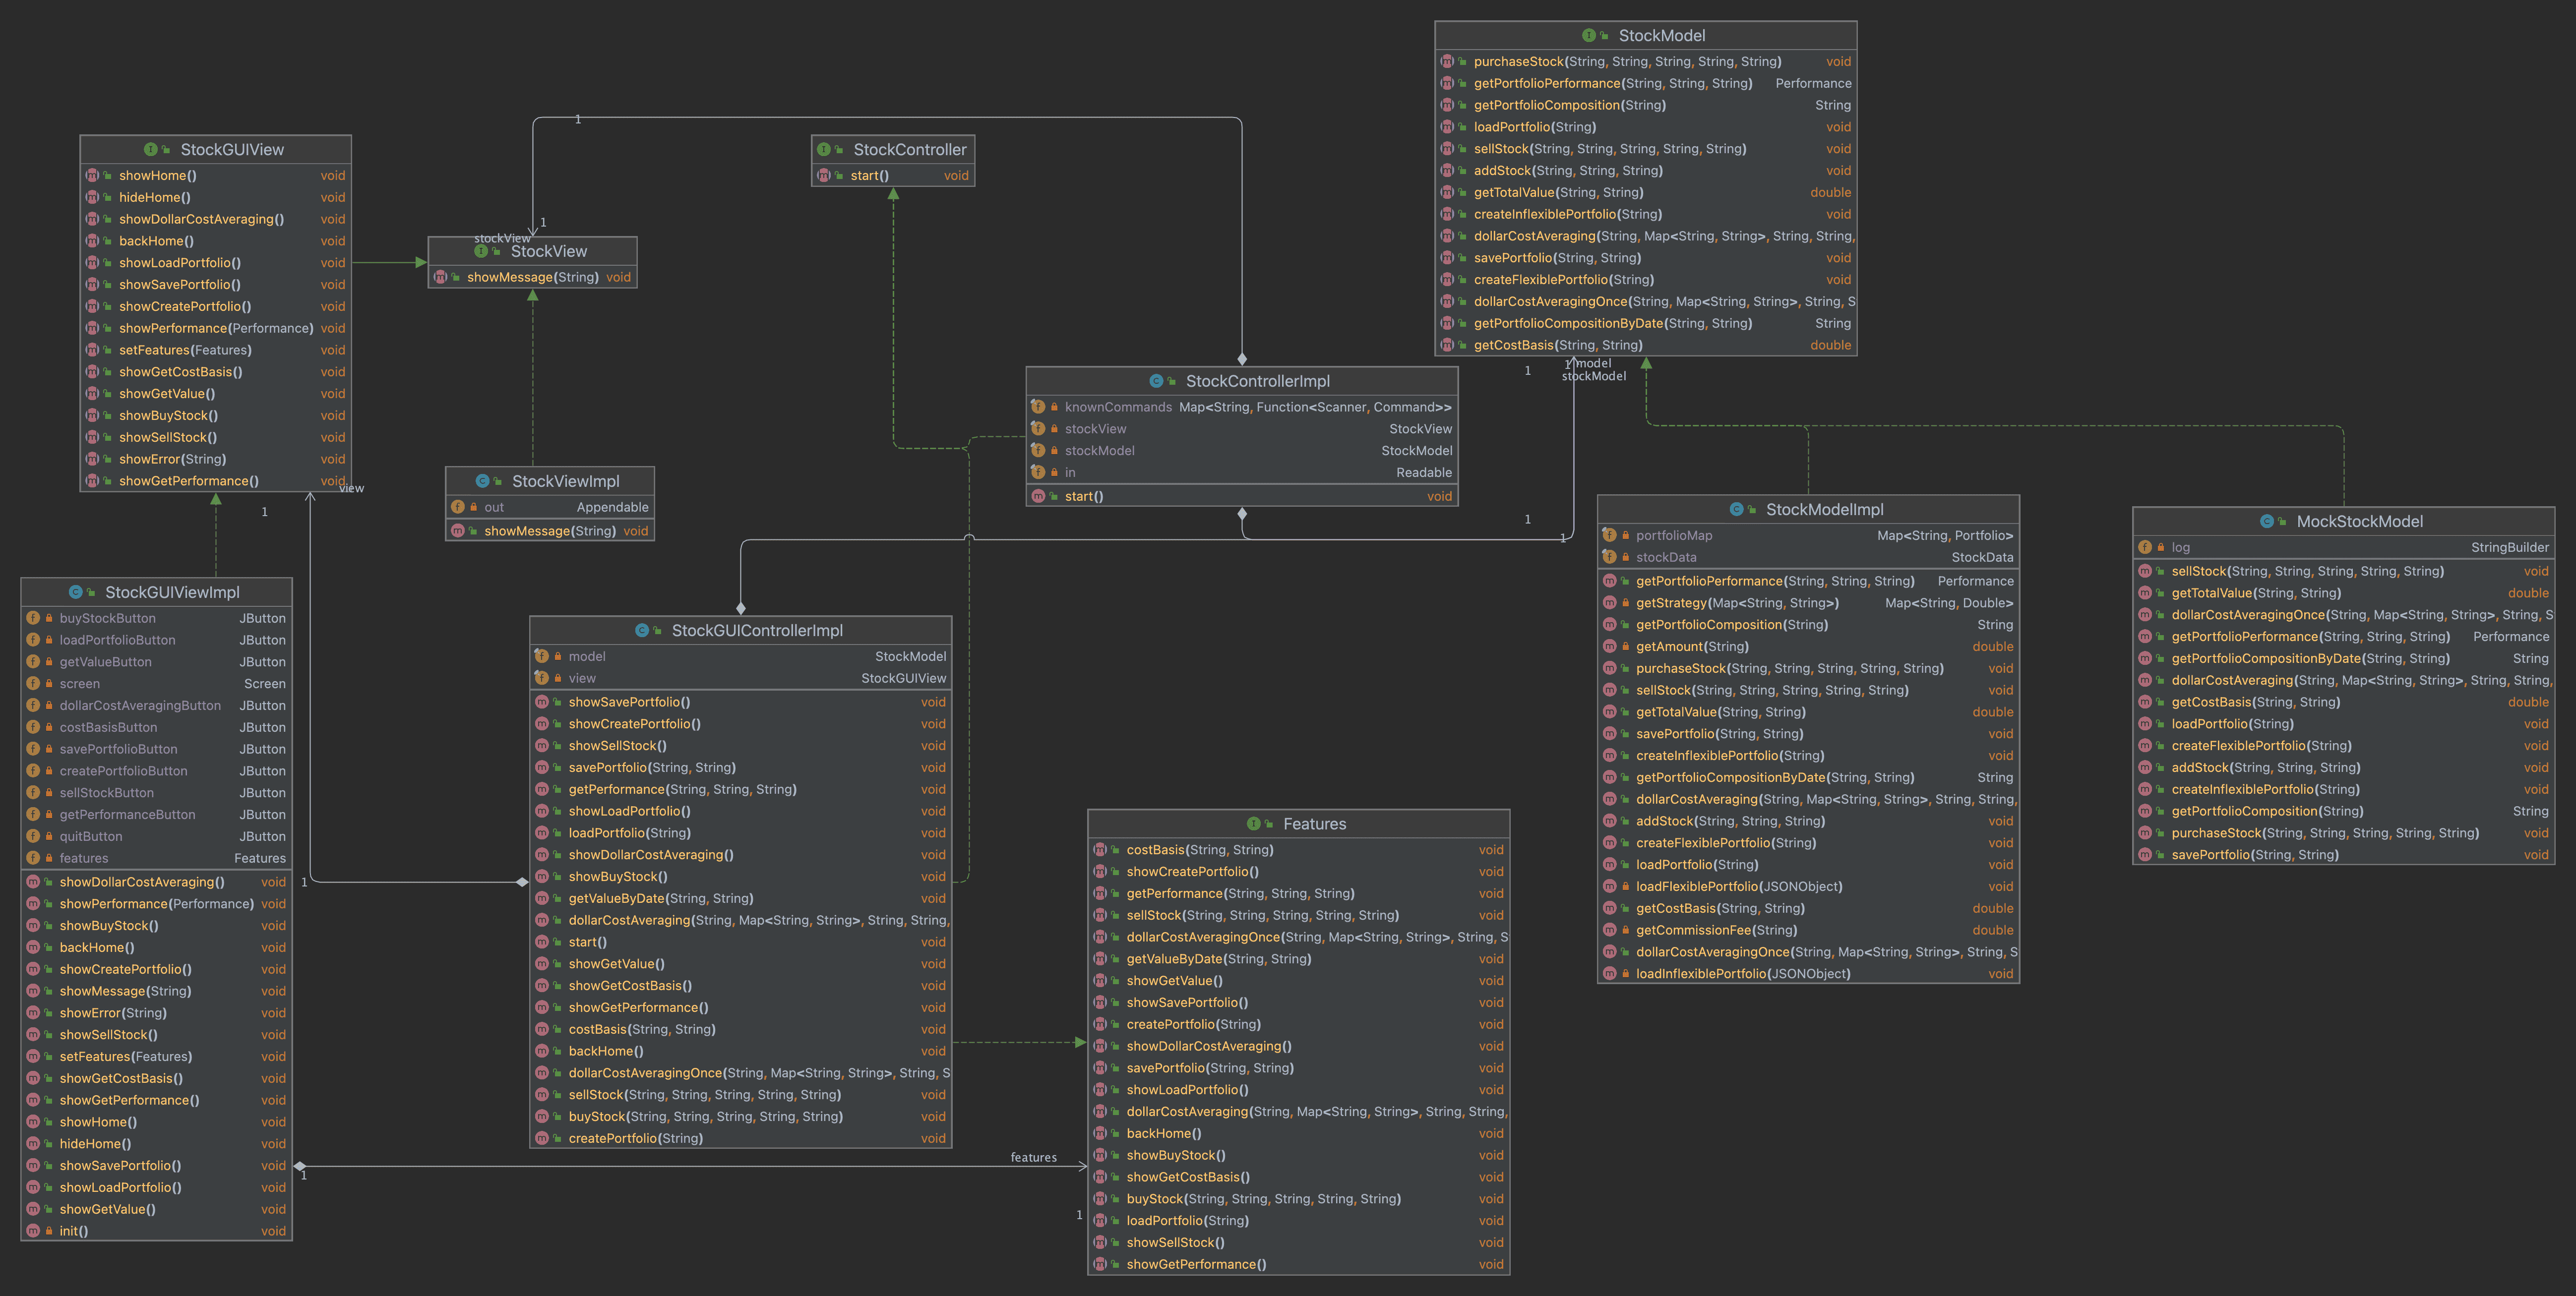 StockModel
purchaseStock(String, String, String, String, String) void
getPortfolioPerformance(String, String, String) Performance
getPortfolioComposition(String) String
loadPortfolio(String) void
sellStock(String, String, String, String, String) void
addStock(String, String, String) void
getTotalValue(String, String) double
createInflexiblePortfolio(String) void
dollarCostAveraging(String, Map<String, String>, String, String,
savePortfolio(String, String) void
createFlexiblePortfolio(String) void
dollarCostAveragingOnce(String, Map<String, String>, String, S
getPortfolioCompositionByDate(String, String) String
getCostBasis(String, String) double
1
StockGUIView
showHome() void
hideHome() void
showDollarCostAveraging() void
backHome() void
showLoadPortfolio() void
showSavePortfolio() void
showCreatePortfolio() void
showPerformance(Performance) void
setFeatures(Features) void
showGetCostBasis() void
showGetValue() void
showBuyStock() void
showSellStock() void
showError(String) void
showGetPerformance() void
view
1
StockController
start() void
1
stockView
StockView
showMessage(String) void
StockControllerImpl
knownCommands Map<String, Function<Scanner, Command>>
stockView StockView
stockModel StockModel
in Readable
start() void
1
1 model
stockModel
1
1
StockViewImpl
out Appendable
showMessage(String) void
StockModelImpl
portfolioMap Map<String, Portfolio>
stockData StockData
getPortfolioPerformance(String, String, String) Performance
getStrategy(Map<String, String>) Map<String, Double>
getPortfolioComposition(String) String
getAmount(String) double
purchaseStock(String, String, String, String, String) void
sellStock(String, String, String, String, String) void
getTotalValue(String, String) double
savePortfolio(String, String) void
createInflexiblePortfolio(String) void
getPortfolioCompositionByDate(String, String) String
dollarCostAveraging(String, Map<String, String>, String, String,
addStock(String, String, String) void
createFlexiblePortfolio(String) void
loadPortfolio(String) void
loadFlexiblePortfolio(JSONObject) void
getCostBasis(String, String) double
getCommissionFee(String) double
dollarCostAveragingOnce(String, Map<String, String>, String, S
loadInflexiblePortfolio(JSONObject) void
MockStockModel
log StringBuilder
sellStock(String, String, String, String, String) void
getTotalValue(String, String) double
dollarCostAveragingOnce(String, Map<String, String>, String, S
getPortfolioPerformance(String, String, String) Performance
getPortfolioCompositionByDate(String, String) String
dollarCostAveraging(String, Map<String, String>, String, String,
getCostBasis(String, String) double
loadPortfolio(String) void
createFlexiblePortfolio(String) void
addStock(String, String, String) void
createInflexiblePortfolio(String) void
getPortfolioComposition(String) String
purchaseStock(String, String, String, String, String) void
savePortfolio(String, String) void
StockGUIViewImpl
buyStockButton JButton
loadPortfolioButton JButton
getValueButton JButton
screen Screen
dollarCostAveragingButton JButton
costBasisButton JButton
savePortfolioButton JButton
createPortfolioButton JButton
sellStockButton JButton
getPerformanceButton JButton
quitButton JButton
features Features
showDollarCostAveraging() void
showPerformance(Performance) void
showBuyStock() void
backHome() void
showCreatePortfolio() void
showMessage(String) void
showError(String) void
showSellStock() void
setFeatures(Features) void
showGetCostBasis() void
showGetPerformance() void
showHome() void
hideHome() void
showSavePortfolio() void
showLoadPortfolio() void
showGetValue() void
init() void
1
1
StockGUIControllerImpl
model StockModel
view StockGUIView
showSavePortfolio() void
showCreatePortfolio() void
showSellStock() void
savePortfolio(String, String) void
getPerformance(String, String, String) void
showLoadPortfolio() void
loadPortfolio(String) void
showDollarCostAveraging() void
showBuyStock() void
getValueByDate(String, String) void
dollarCostAveraging(String, Map<String, String>, String, String,
start() void
showGetValue() void
showGetCostBasis() void
showGetPerformance() void
costBasis(String, String) void
backHome() void
dollarCostAveragingOnce(String, Map<String, String>, String, S
sellStock(String, String, String, String, String) void
buyStock(String, String, String, String, String) void
createPortfolio(String) void
features
1
Features
costBasis(String, String) void
showCreatePortfolio() void
getPerformance(String, String, String) void
sellStock(String, String, String, String, String) void
dollarCostAveragingOnce(String, Map<String, String>, String, S
getValueByDate(String, String) void
showGetValue() void
showSavePortfolio() void
createPortfolio(String) void
showDollarCostAveraging() void
savePortfolio(String, String) void
showLoadPortfolio() void
dollarCostAveraging(String, Map<String, String>, String, String,
backHome() void
showBuyStock() void
showGetCostBasis() void
buyStock(String, String, String, String, String) void
loadPortfolio(String) void
showSellStock() void
showGetPerformance() void